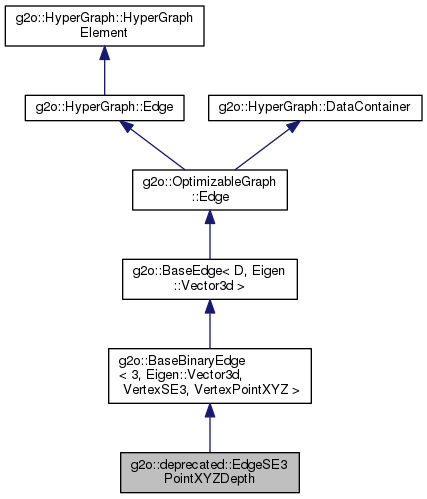 g2o::HyperGraph::HyperGraph
Element
g2o::HyperGraph::Edge
g2o::HyperGraph::DataContainer
g2o::OptimizableGraph
::Edge
g2o::BaseEdge< D, Eigen
::Vector3d >
g2o::BaseBinaryEdge
< 3, Eigen::Vector3d,
VertexSE3, VertexPointXYZ >
g2o::deprecated::EdgeSE3
PointXYZDepth